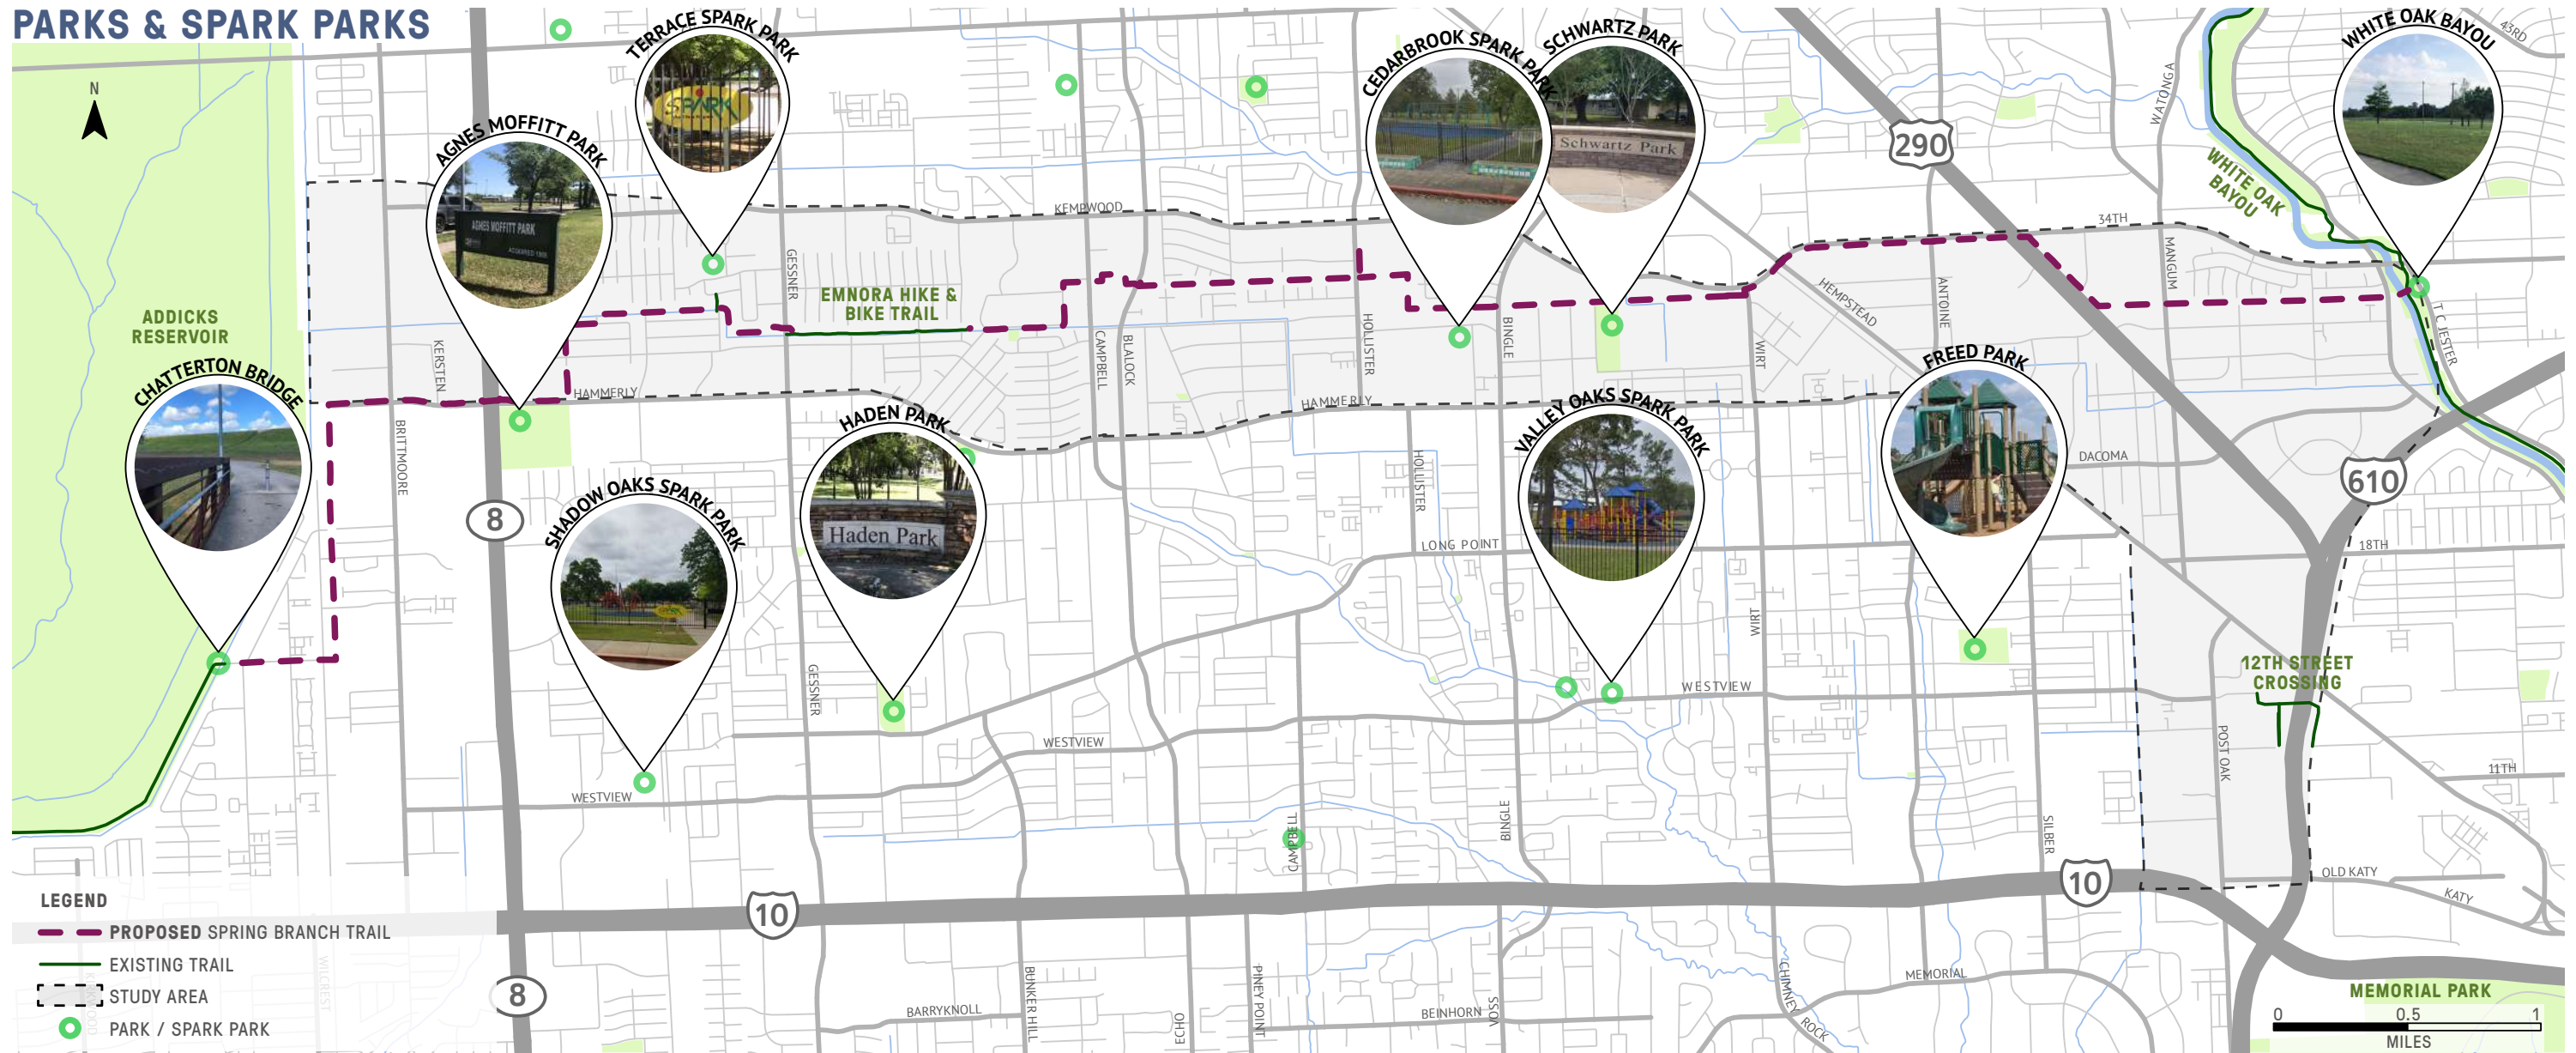 PARKS & SPARK PARKS
N
TERRACE SPARK PARK
SPARK
AGNES MOFFITT PARK
AGNES MOFFITT PARK
CEDARBROOK SPARK PARK
SCHWARTZ PARK
Schwartz Park
WHITE OAK BAYOU
43RD
WATONGA
290
WHITE OAK
BAYOU
KEMPWOOD
34TH
MANGUM
GESSNER
EMNORA HIKE &
BIKE TRAIL
HEMPSTEAD
ANTOINE
T C JESTER
ADDICKS
RESERVOIR
KERSTEN
CAMPBELL
BLALOCK
HOLLISTER
BINGLE
WIRT
CHATTERTON BRIDGE
HAMMERLY
HAMMERLY
FREED PARK
HADEN PARK
Haden Park
VALLEY OAKS SPARK PARK
BRITTMOORE
HOLLISTER
DACOMA
610
8
SHADOW OAKS SPARK PARK
LONG POINT
18TH
WIRT
GESSNER
WESTVIEW
12TH STREET
CROSSING
WESTVIEW
POST OAK
11TH
WESTVIEW
CAMPBELL
BINGLE
SILBER
10
10
OLD KATY
KATY
LEGEND
PROPOSED SPRING BRANCH TRAIL
EXISTING TRAIL
STUDY AREA
PARK / SPARK PARK
WILCREST
8
BUNKER HILL
BARRYKNOLL
ECHO
PINEY POINT
BEINHORN
VOSS
CHIMNEY ROCK
MEMORIAL
MEMORIAL PARK
0 0.5 1
MILES